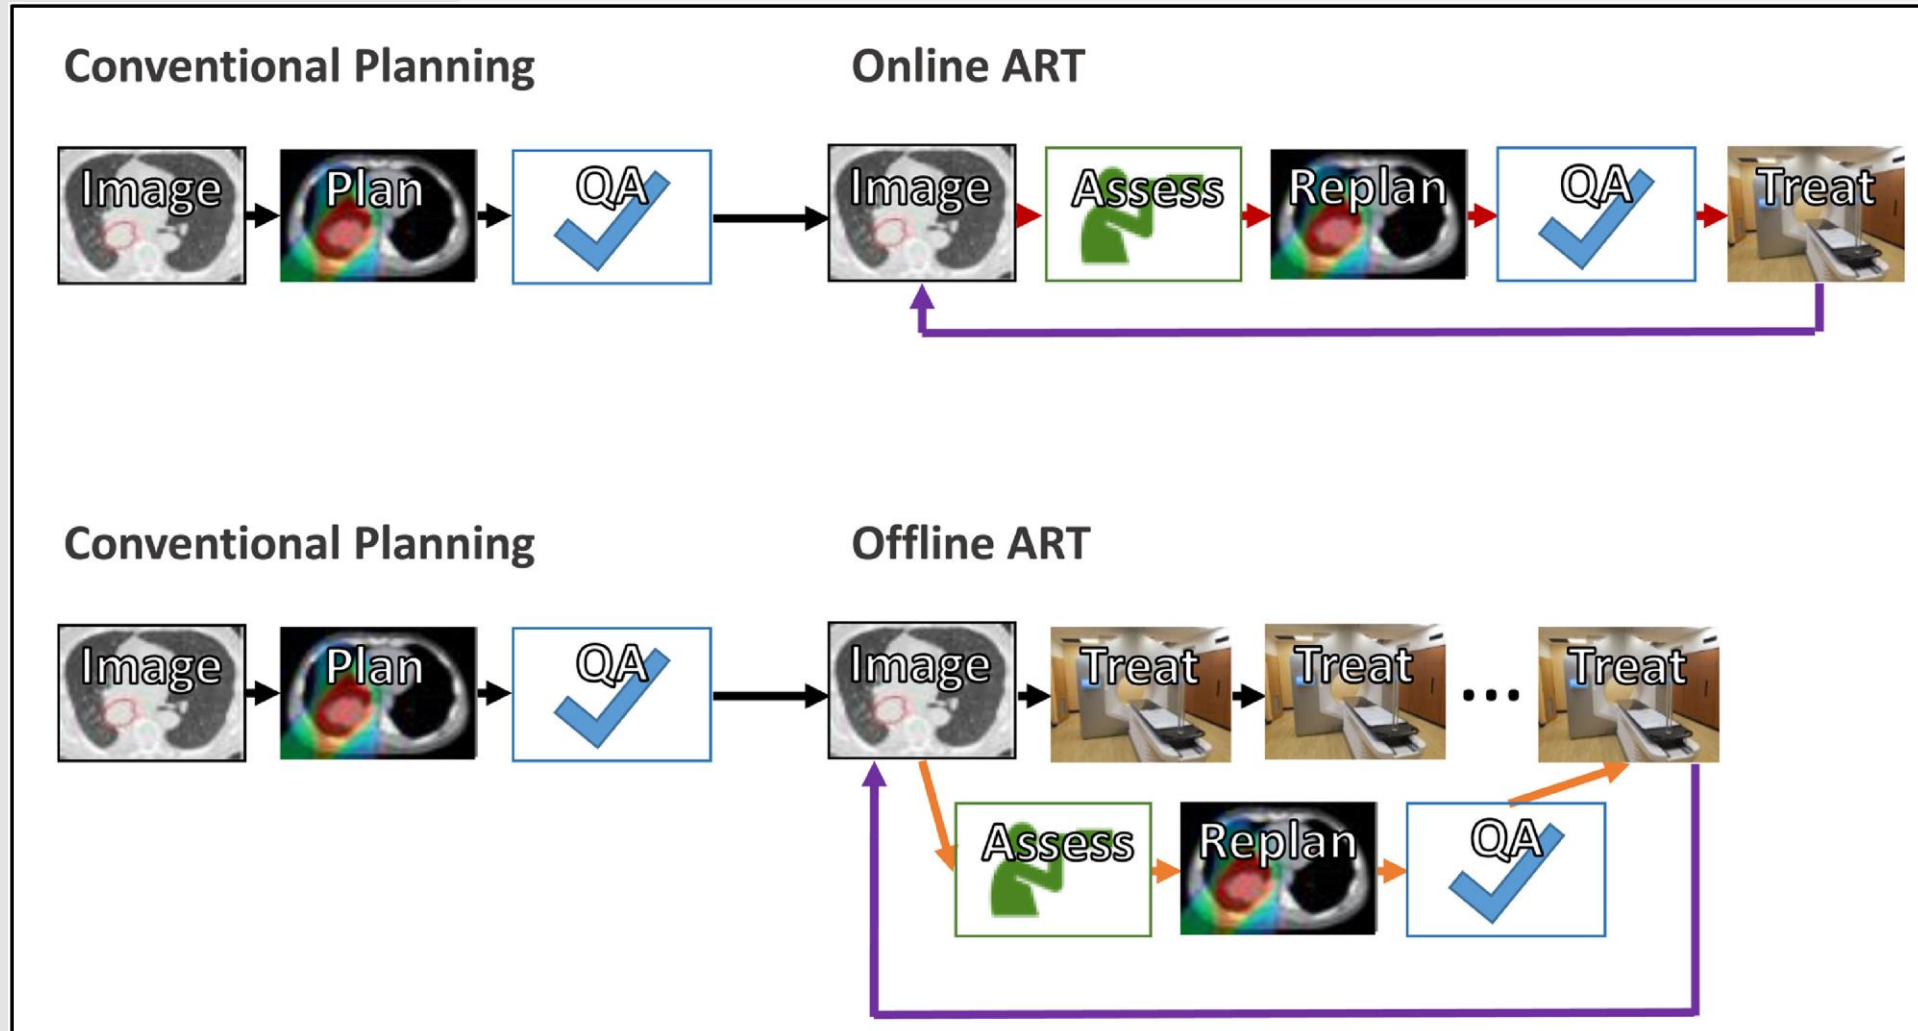 Conventional Planning
Online ART
Image
Plan
QA
Image
Assess
Replan
QA
Treat
Conventional Planning
Offline ART
Image
Plan
QA
Image
Treat
Treat
...
Treat
Assess
Replan
QA